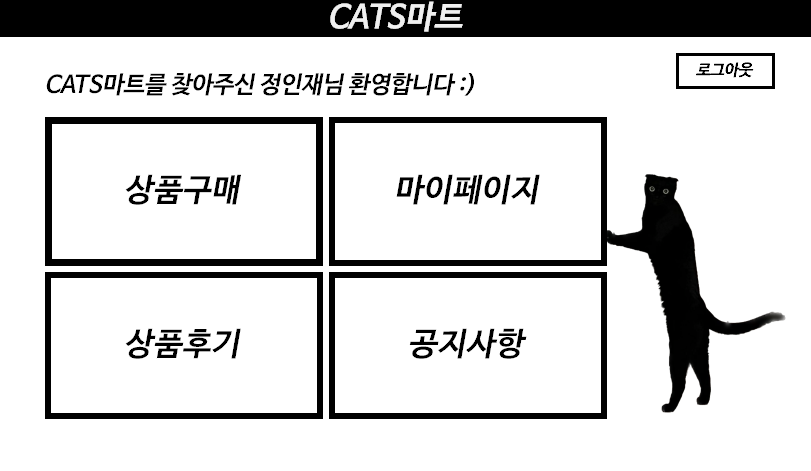 CATS마트
로그아웃
CATS마트를 찾아주신 정인재님 환영합니다 :)
상품구매
마이페이지
상품후기
공지사항